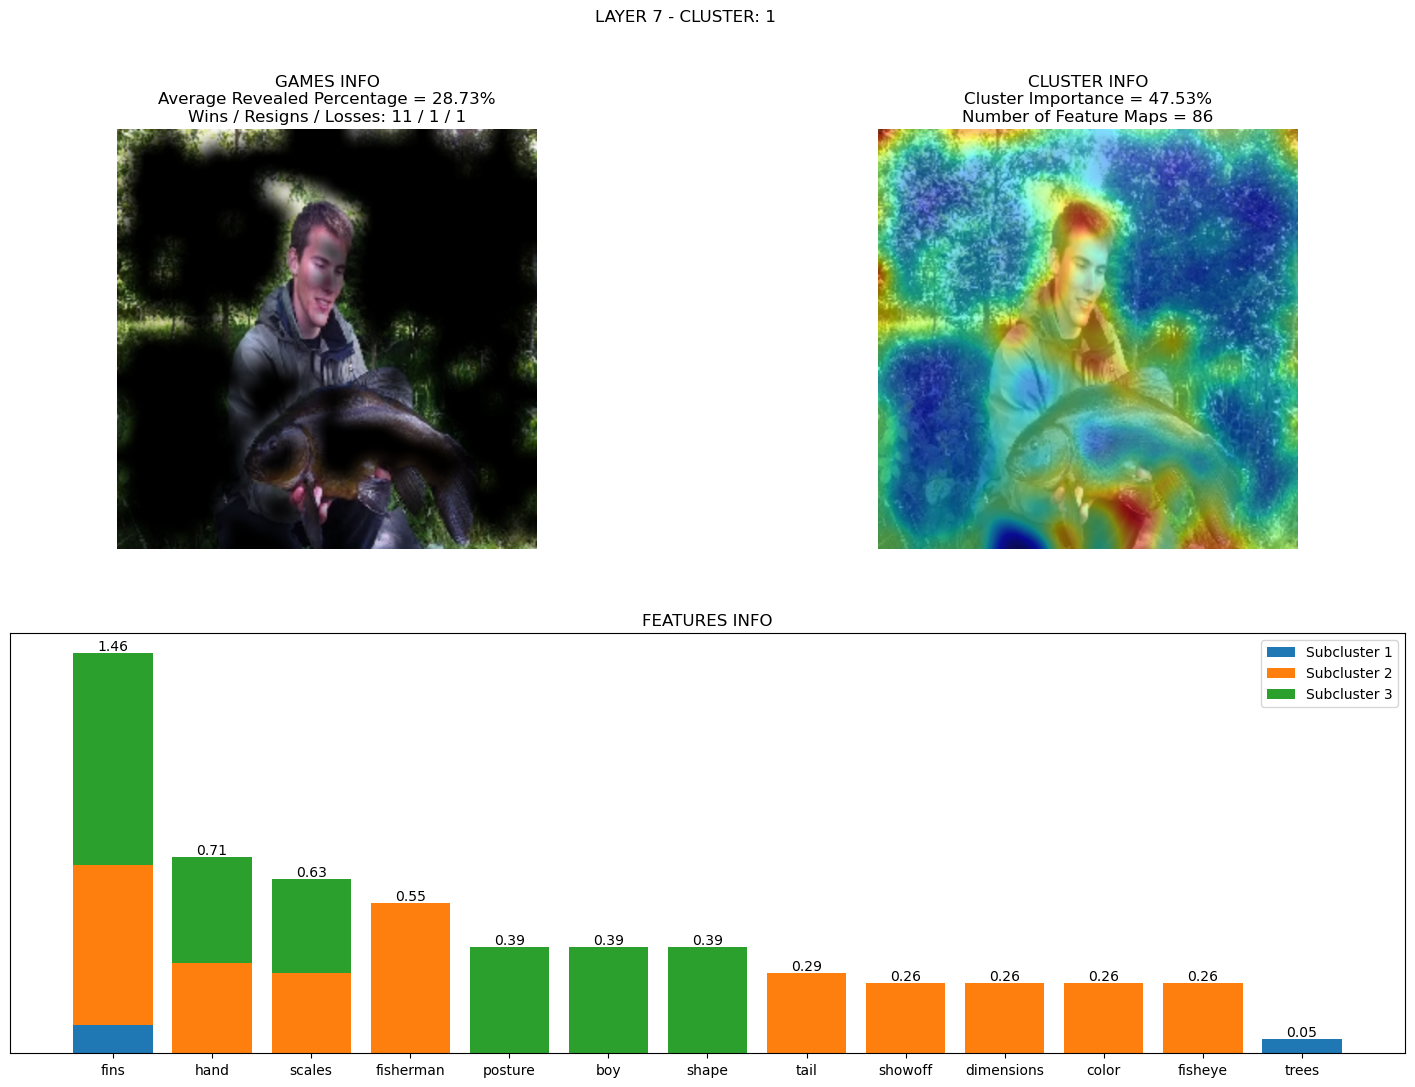 LAYER 7 - CLUSTER: 1
GAMES INFO
Average Revealed Percentage = 28.73%
Wins / Resigns / Losses: 11 / 1 / 1
CLUSTER INFO
Cluster Importance = 47.53%
Number of Feature Maps = 86
FEATURES INFO
Subcluster 1
Subcluster 2
Subcluster 3
1.46
0.71
0.63
0.55
0.39
0.39
0.39
0.29
0.26
0.26
0.26
0.26
0.05
fins hand scales fisherman posture boy shape tail showoff dimensions color fisheye trees